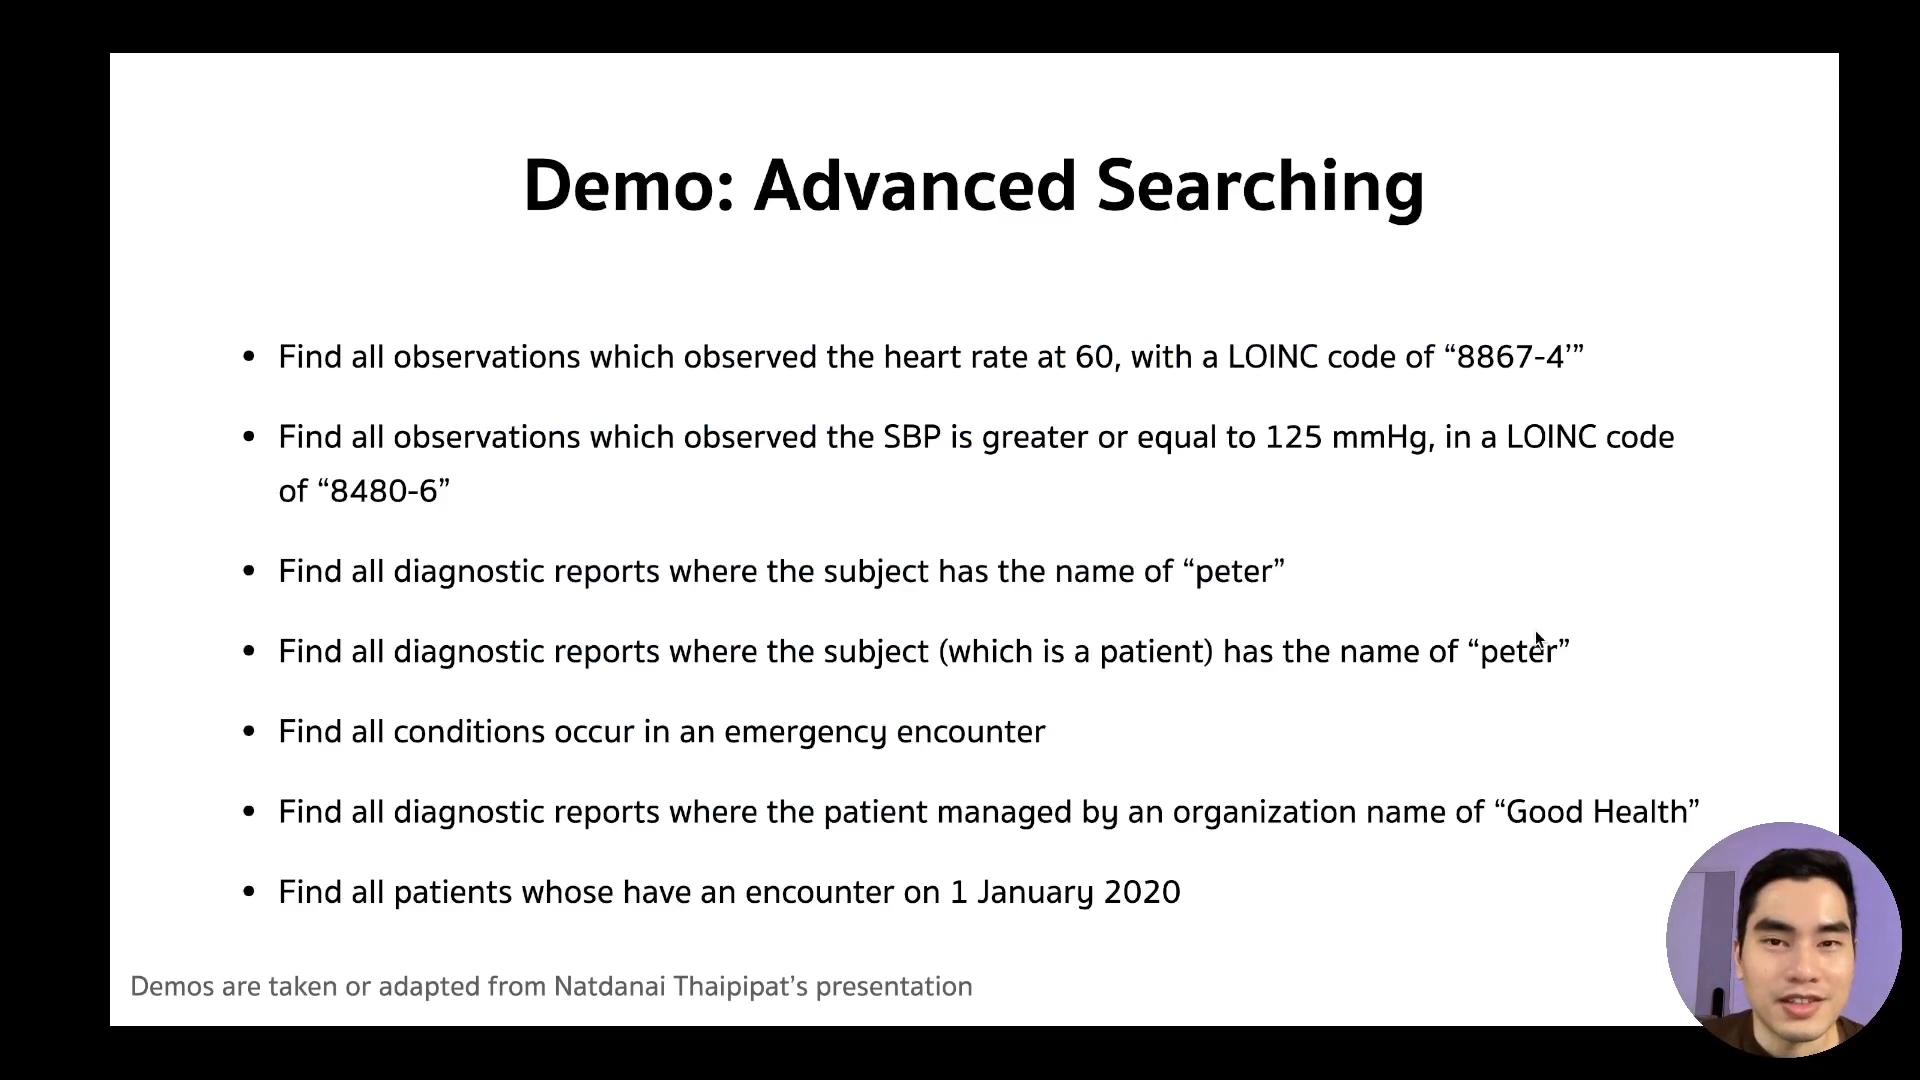 Demo: Advanced Searching
• Find all observations which observed the heart rate at 60, with a LOINC code of “8867-4’”
• Find all observations which observed the SBP is greater or equal to 125 mmHg, in a LOINC code
of “8480-6”
• Find all diagnostic reports where the subject has the name of “peter”
• Find all diagnostic reports where the subject (which is a patient) has the name of “peter”
• Find all conditions occur in an emergency encounter
• Find all diagnostic reports where the patient managed by an organization name of “Good Health”
• Find all patients whose have an encounter on 1 January 2020
Demos are taken or adapted from Natdanai Thaipipat’s presentation